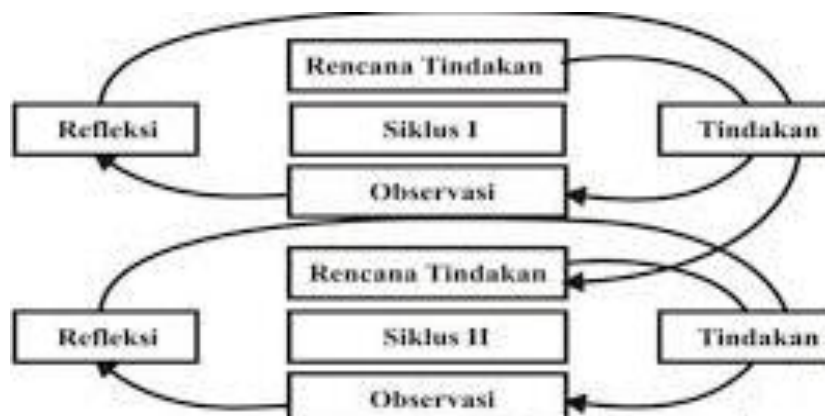 Rencana Tindakan
Refleksi
Siklus I
Tindakan
Observasi
Rencana Tindakan
Refleksi
Siklus II
Tindakan
Observasi